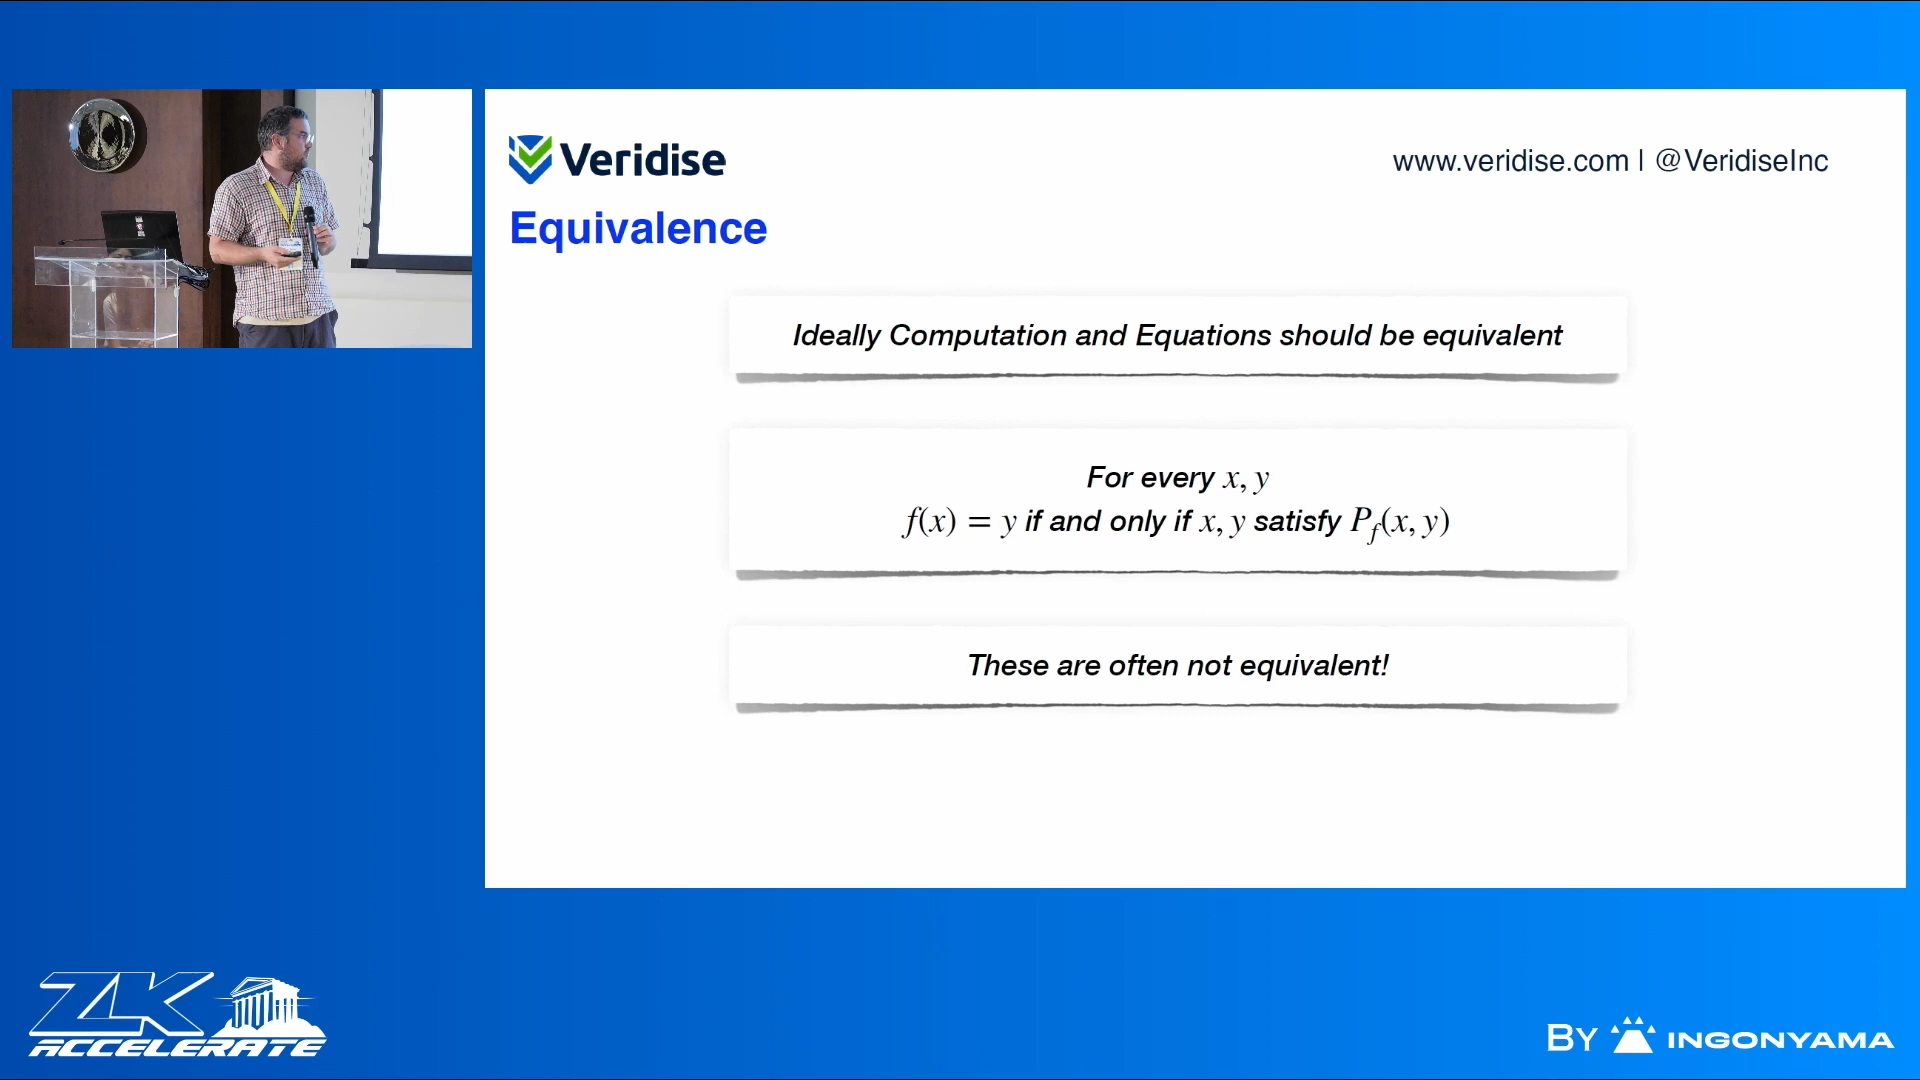 Veridise
www.veridise.com | @VeridiseInc
Equivalence
Ideally Computation and Equations should be equivalent
For every x, y
f(x) = y if and only if x, y satisfy P_f(x, y)
These are often not equivalent!
ZK
ACCELERATE
BY INGONYAMA